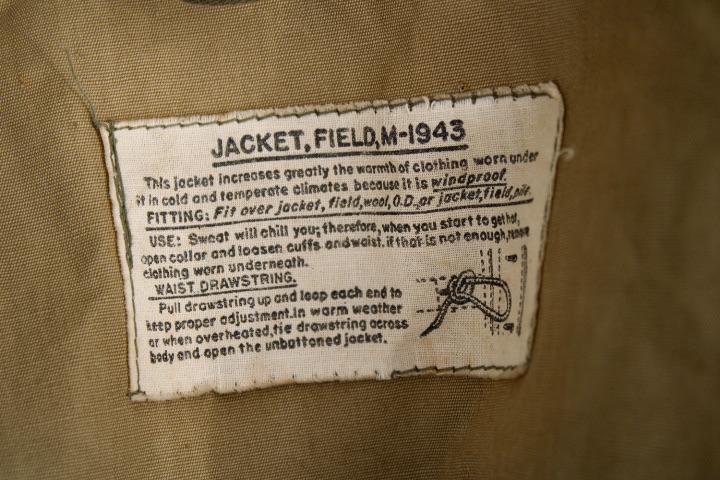 JACKET, FIELD, M-1943
This jacket increases greatly the warmth of clothing worn under
it in cold and temperate climates because it is windproof.
FITTING: Fit over jacket, field, wool, O.D., or jacket, field, pile.
USE: Sweat will chill you; therefore, when you start to get hot,
open collar and loosen cuffs and waist. if that is not enough, remove
clothing worn underneath.
WAIST DRAWSTRING.
Pull drawstring up and loop each end to
keep proper adjustment. In warm weather
or when overheated, tie drawstring across
body and open the unbuttoned jacket.